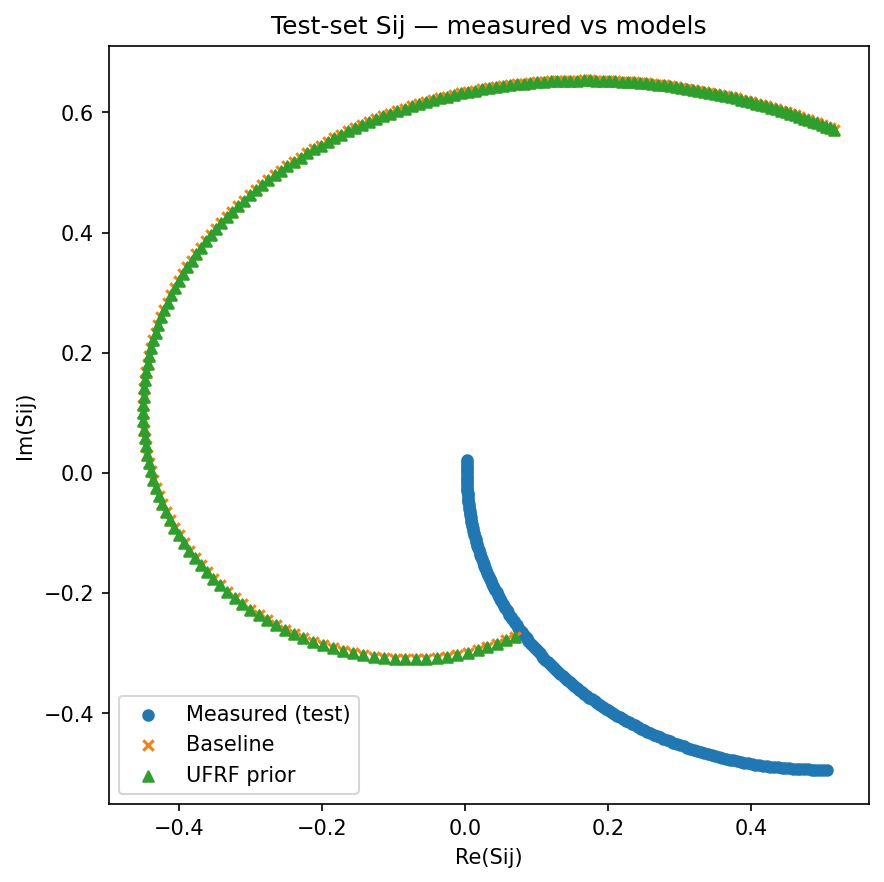 Test-set Sij — measured vs models
Im(Sij)
0.6
0.4
0.2
0.0
−0.2
−0.4
Measured (test)
Baseline
UFRF prior
−0.4
−0.2
0.0
0.2
0.4
Re(Sij)